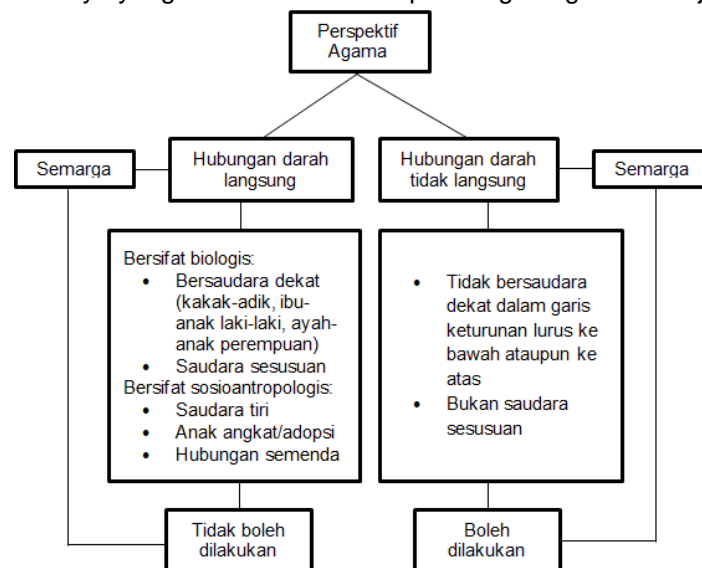 Perspektif
Agama
Semarga
Hubungan darah
langsung
Hubungan darah
tidak langsung
Semarga
Bersifat biologis:
• Bersaudara dekat
(kakak-adik, ibu-
anak laki-laki, ayah-
anak perempuan)
• Saudara sesusuan
Bersifat sosioantropologis:
• Saudara tiri
• Anak angkat/adopsi
• Hubungan semenda
• Tidak bersaudara
dekat dalam garis
keturunan lurus ke
bawah ataupun ke
atas
• Bukan saudara
sesusuan
Tidak boleh
dilakukan
Boleh
dilakukan